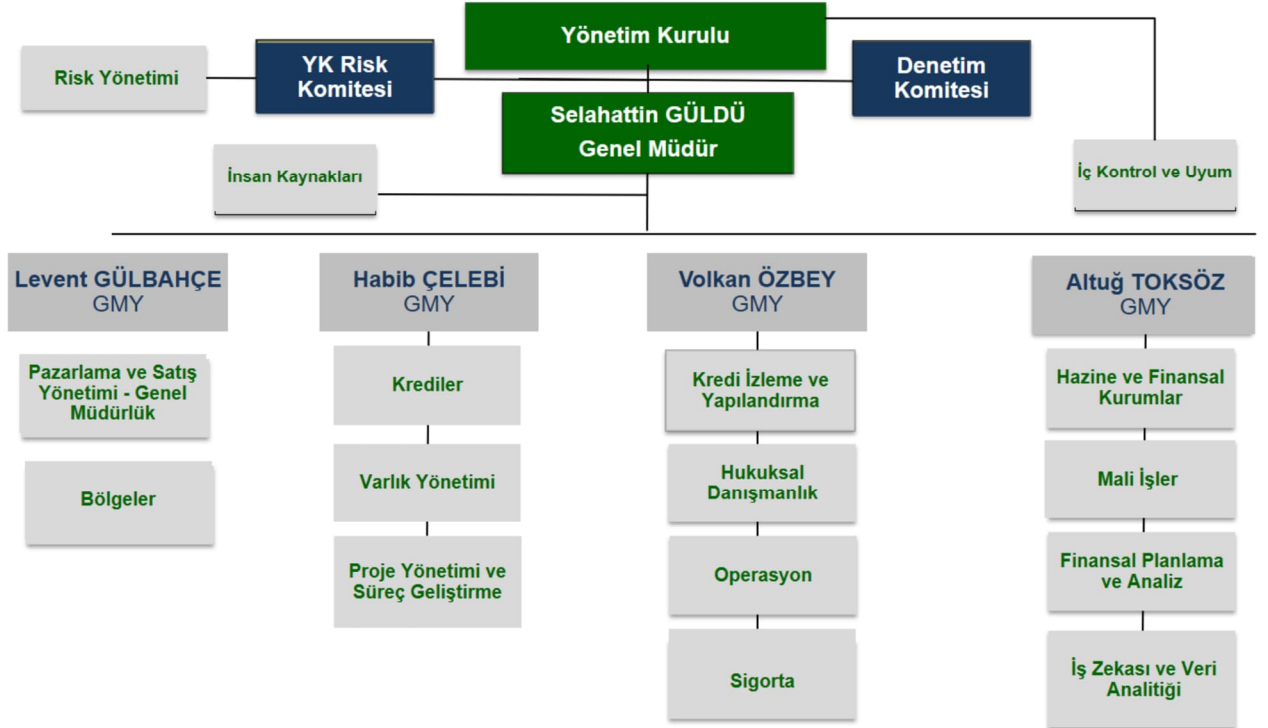 Yönetim Kurulu
Risk Yönetimi
YK Risk
Komitesi
Denetim
Komitesi
Selahattin GÜLDÜ
Genel Müdür
İnsan Kaynakları
İç Kontrol ve Uyum
Levent GÜLBAHÇE
GMY
Pazarlama ve Satış
Yönetimi - Genel
Müdürlük
Bölgeler
Habib ÇELEBİ
GMY
Krediler
Varlık Yönetimi
Proje Yönetimi ve
Süreç Geliştirme
Volkan ÖZBEY
GMY
Kredi İzleme ve
Yapılandırma
Hukuksal
Danışmanlık
Operasyon
Sigorta
Altuğ TOKSÖZ
GMY
Hazine ve Finansal
Kurumlar
Mali İşler
Finansal Planlama
ve Analiz
İş Zekası ve Veri
Analitiği